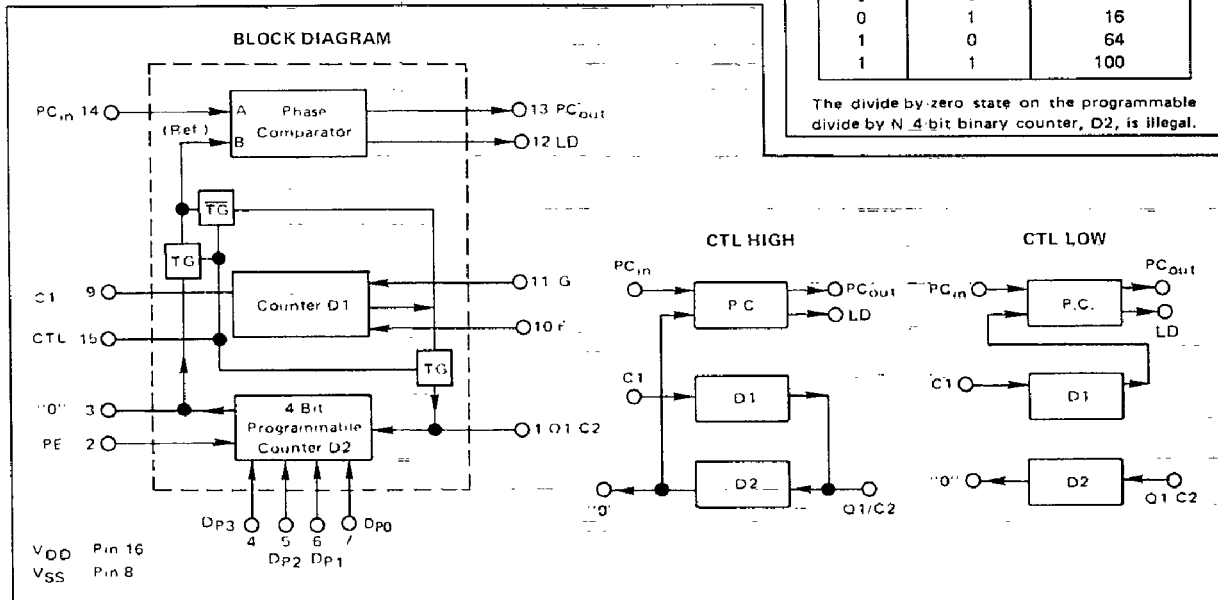 0 1 16
1 0 64
1 1 100
The divide by zero state on the programmable
divide by N 4 bit binary counter, D2, is illegal.
BLOCK DIAGRAM
PCin 14
A
Phase
Comparator
13 PCout
(Ref.)
B
12 LD
TG
TG
C1 9
Counter D1
11 G
10 F
CTL 15
TG
"0" 3
4 Bit
Programmable
Counter D2
1 Q1 C2
PE 2
DP3
4
5
6
7
DP0
DP2
DP1
VDD Pin 16
VSS Pin 8
CTL HIGH
PCin
P.C
PCout
LD
C1
D1
D2
"0"
Q1/C2
CTL LOW
PCin
P.C.
PCout
LD
C1
D1
"0"
D2
Q1 C2